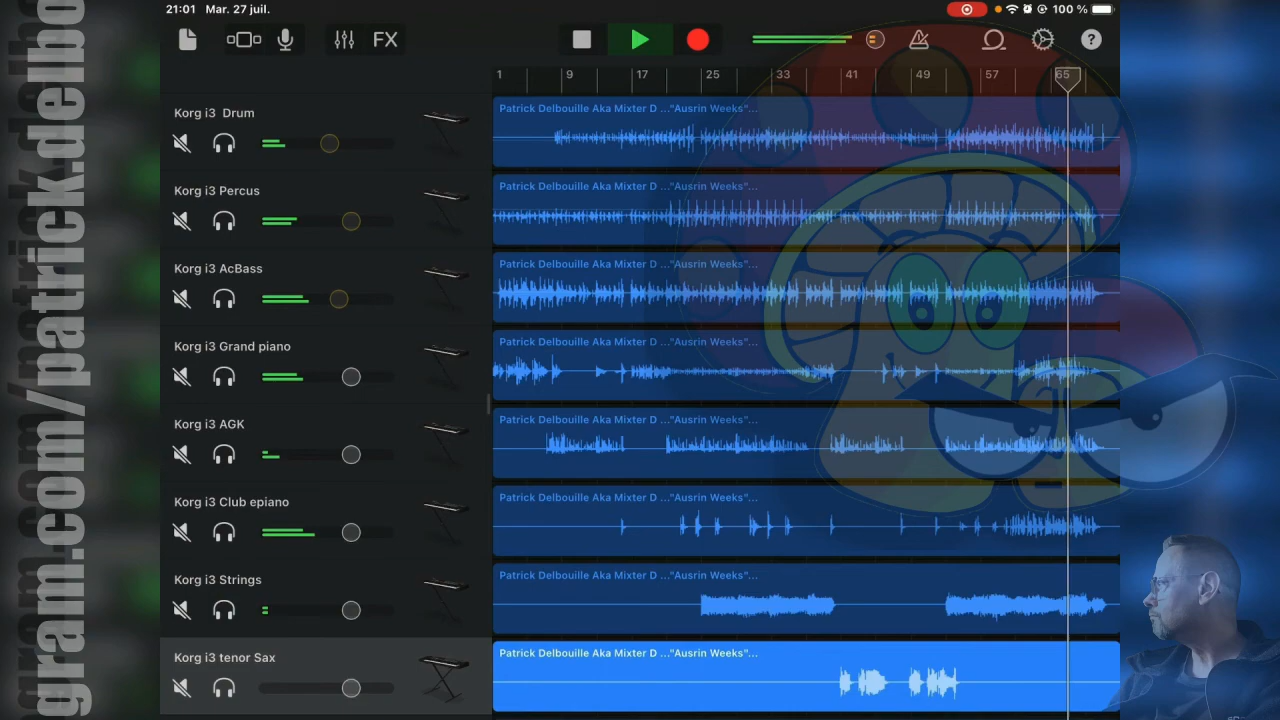 21:01 Mar. 27 juil. 100 %
FX
1 9 17 25 33 41 49 57 65
Korg i3 Drum
Patrick Delbouille Aka Mixter D ..."Ausrin Weeks"...
Korg i3 Percus
Patrick Delbouille Aka Mixter D ..."Ausrin Weeks"...
Korg i3 AcBass
Patrick Delbouille Aka Mixter D ..."Ausrin Weeks"...
Korg i3 Grand piano
Patrick Delbouille Aka Mixter D ..."Ausrin Weeks"...
Korg i3 AGK
Patrick Delbouille Aka Mixter D ..."Ausrin Weeks"...
Korg i3 Club epiano
Patrick Delbouille Aka Mixter D ..."Ausrin Weeks"...
Korg i3 Strings
Patrick Delbouille Aka Mixter D ..."Ausrin Weeks"...
Korg i3 tenor Sax
Patrick Delbouille Aka Mixter D ..."Ausrin Weeks"...
gram.com/patrick.delbo